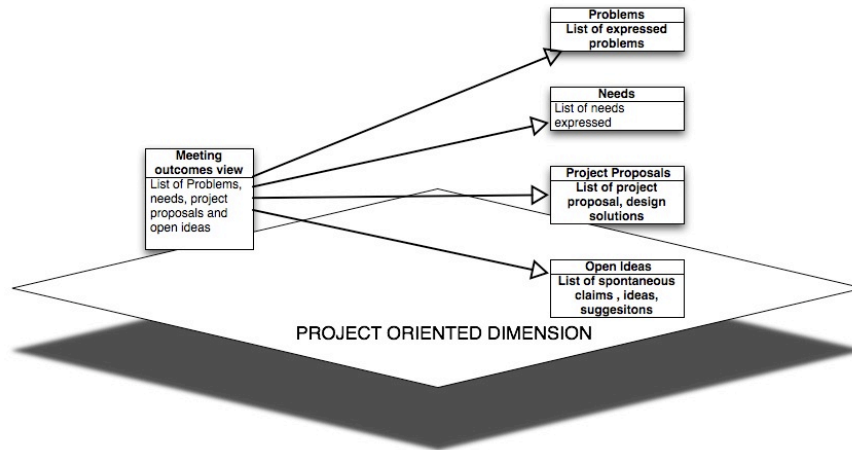 Problems
List of expressed
problems
Needs
List of needs
expressed
Meeting
outcomes view
List of Problems,
needs, project
proposals and
open ideas
Project Proposals
List of project
proposal, design
solutions
Open Ideas
List of spontaneous
claims , ideas,
suggesitons
PROJECT ORIENTED DIMENSION